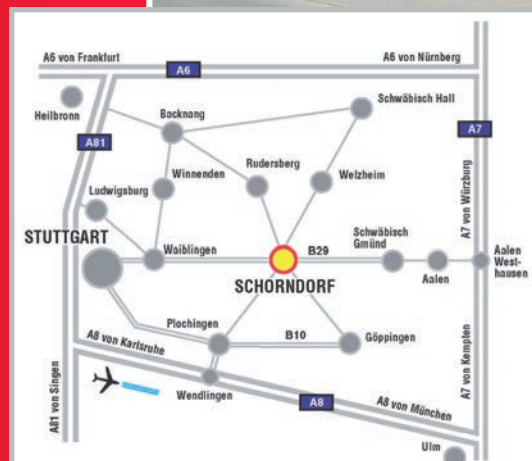 A6 von Frankfurt
A6
A6 von Nürnberg
Heilbronn
Backnang
Schwäbisch Hall
A81
A7
Winnenden
Rudersberg
Welzheim
Ludwigsburg
A7 von Würzburg
STUTTGART
Waiblingen
B29
Schwäbisch
Gmünd
Aalen
Aalen
West-
hausen
SCHORNDORF
Plochingen
B10
Göppingen
A8 von Karlsruhe
A7 von Kempten
Wendlingen
A8
A8 von München
A81 von Singen
Ulm